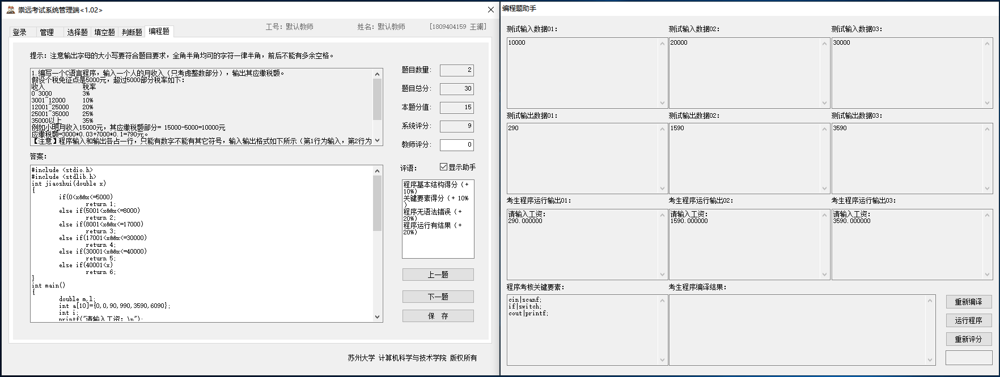 崇远考试系统管理端<1.02>
工号: 默认教师
姓名: 默认教师
[1809404159 王澜]
登录
管理
选择题
填空题
判断题
编程题
提示: 注意输出字母的大小写要符合题目要求, 全角半角均可的字符一律半角, 前后不能有多余空格。
1.编写一个C语言程序, 输入一个人的月收入 (只考虑整数部分) , 输出其应缴税额。
假设个税免征点是5000元, 超过5000部分税率如下:
收入 税率
0~3000 3%
3001~12000 10%
12001~25000 20%
25001~35000 25%
35000以上 35%
例如小明月收入15000元, 其应缴税额部分= 15000-5000=10000元
应缴税额=3000*0.03+7000*0.1=790元。
【注意】程序输入和输出各占一行, 只能有数字不能有其它符号, 输入输出格式如下所示 (第1行为输入, 第2行为
答案:
#include <stdio.h>
#include <stdlib.h>
int jiaoshui(double x)
{
if(0<x&&x<=5000)
return 1;
else if(5001<x&&x<=8000)
return 2;
else if(8001<x&&x<=17000)
return 3;
else if(17001<x&&x<=30000)
return 4;
else if(30001<x&&x<=40000)
return 5;
else if(40001<x)
return 6;
}
int main()
{
double m,l;
int a[10]={0,0,90,990,3590,6090};
int i;
printf("请输入工资: \n");
题目数量: 2
题目总分: 30
本题分值: 15
系统评分: 9
教师评分: 0
评语:
显示助手
程序基本结构得分 (+
10%)
关键要素得分 (+ 10%
)
程序无语法错误 (+
20%)
程序运行有结果 (+
20%)
上一题
下一题
保 存
苏州大学 计算机科学与技术学院 版权所有
编程题助手
测试输入数据01:
测试输入数据02:
测试输入数据03:
10000
20000
30000
测试输出数据01:
测试输出数据02:
测试输出数据03:
290
1590
3590
考生程序运行输出01:
考生程序运行输出02:
考生程序运行输出03:
请输入工资:
290.000000
请输入工资:
1590.000000
请输入工资:
3590.000000
程序考核关键要素:
考生程序编译结果:
cin|scanf;
if|switch;
cout|printf;
重新编译
运行程序
重新评分